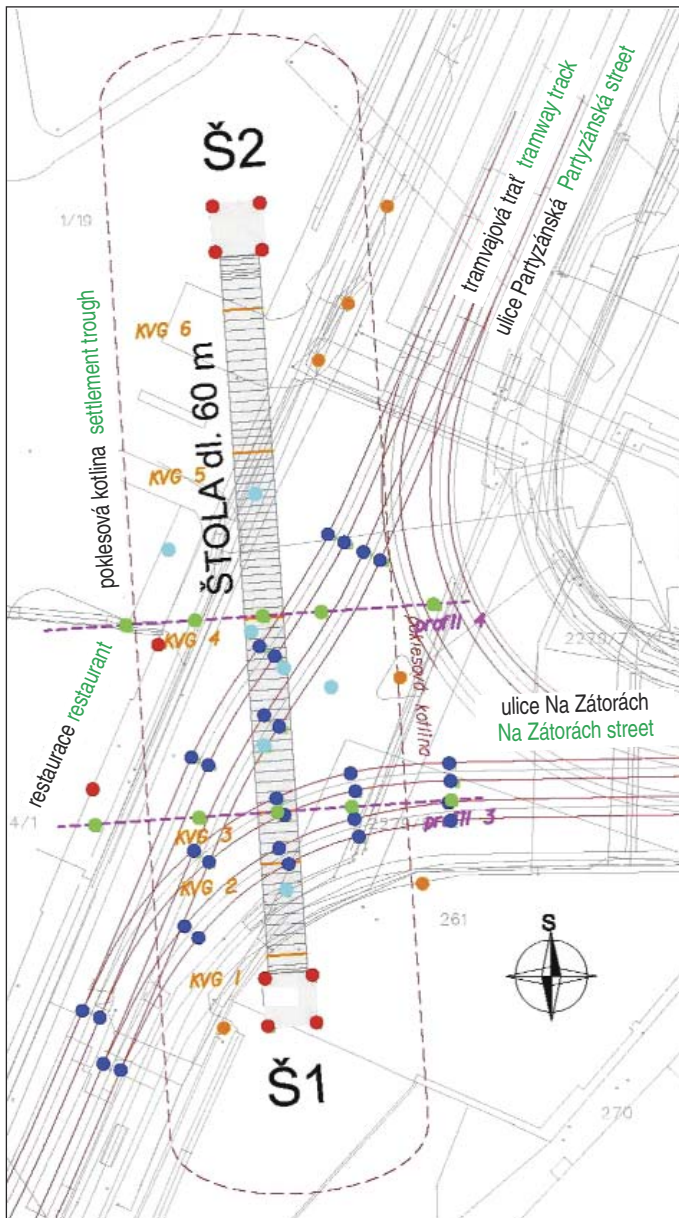 Š2
1/19
tramvajová trať tramway track
ulice Partyzánská Partyzánská street
KVG 6
poklesová kotlina settlement trough
ŠTOLA dl. 60 m
KVG 5
KVG 4
profil 4
poklesová kotlina
restaurace restaurant
ulice Na Zátorách
Na Zátorách street
4/1
KVG 3
profil 3
KVG 2
261
S
KVG 1
Š1
270